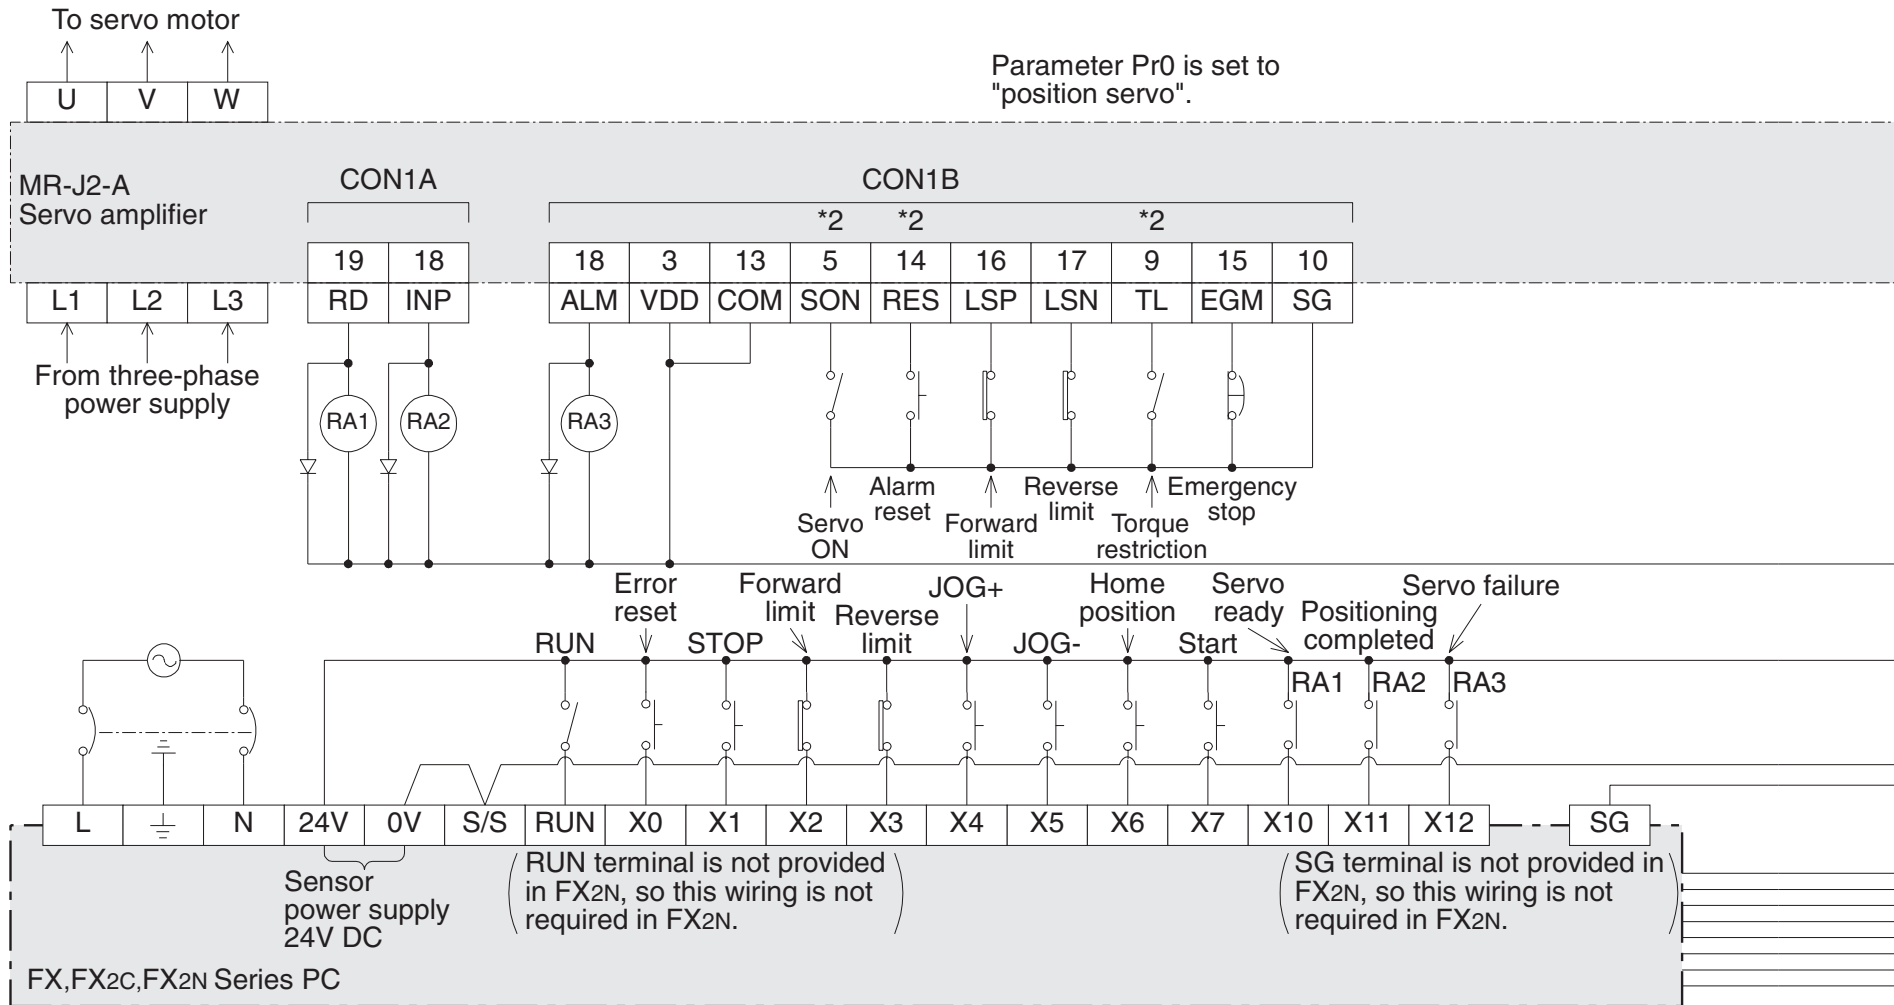 To servo motor
Parameter Pr0 is set to
"position servo".
U V W
MR-J2-A
Servo amplifier
CON1A
CON1B
*2 *2 *2
19 18 18 3 13 5 14 16 17 9 15 10
L1 L2 L3 RD INP ALM VDD COM SON RES LSP LSN TL EGM SG
From three-phase
power supply
RA1 RA2 RA3
Servo
ON
Alarm
reset
Forward
limit
Reverse
limit
Torque
restriction
Emergency
stop
RUN
Error
reset
STOP
Forward
limit
Reverse
limit
JOG+
JOG-
Home
position
Start
Servo
ready
Positioning
completed
Servo failure
RA1 RA2 RA3
L N 24V 0V S/S RUN X0 X1 X2 X3 X4 X5 X6 X7 X10 X11 X12 SG
Sensor
power supply
24V DC
RUN terminal is not provided
in FX2N, so this wiring is not
required in FX2N.
SG terminal is not provided in
FX2N, so this wiring is not
required in FX2N.
FX,FX2C,FX2N Series PC